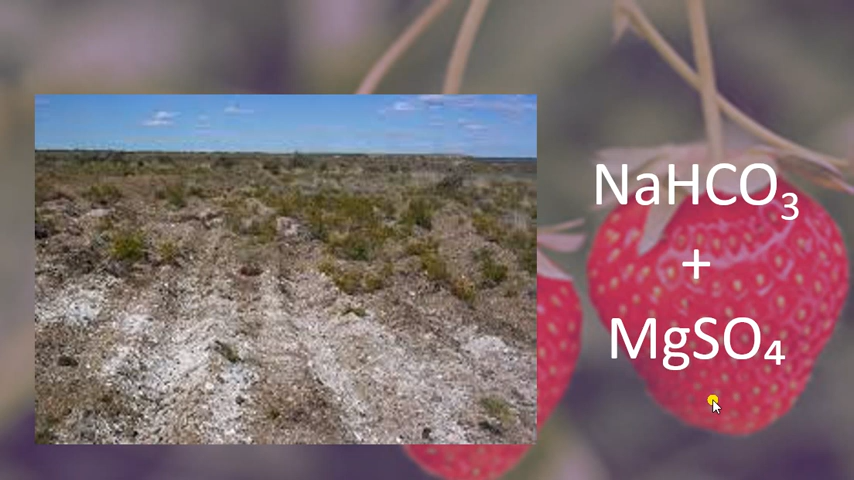 NaHCO₃
+
MgSO₄